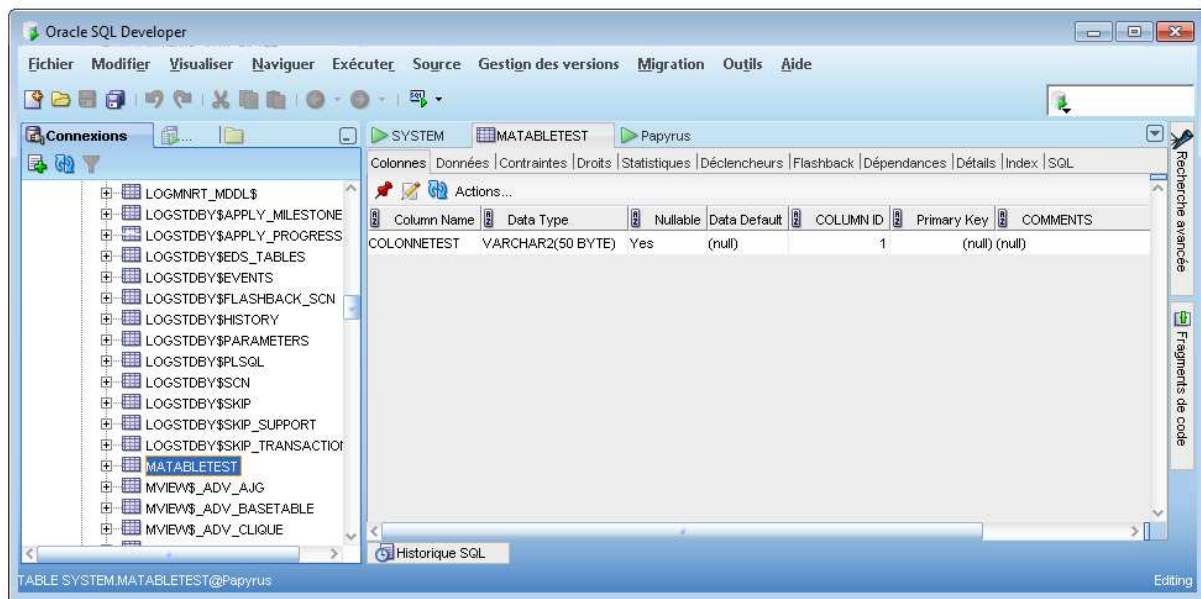 Oracle SQL Developer
Fichier Modifier Visualiser Naviguer Exécuter Source Gestion des versions Migration Outils Aide
Connexions ...
SYSTEM MATABLETEST Papyrus
Colonnes Données Contraintes Droits Statistiques Déclencheurs Flashback Dépendances Détails Index SQL
Actions...
Column Name Data Type Nullable Data Default COLUMN ID Primary Key COMMENTS
COLONNETEST VARCHAR2(50 BYTE) Yes (null) 1 (null) (null)
LOGMNRT_MDDL$
LOGSTDBY$APPLY_MILESTONE
LOGSTDBY$APPLY_PROGRESS
LOGSTDBY$EDS_TABLES
LOGSTDBY$EVENTS
LOGSTDBY$FLASHBACK_SCN
LOGSTDBY$HISTORY
LOGSTDBY$PARAMETERS
LOGSTDBY$PLSQL
LOGSTDBY$SCN
LOGSTDBY$SKIP
LOGSTDBY$SKIP_SUPPORT
LOGSTDBY$SKIP_TRANSACTION
MATABLETEST
MVIEW$_ADV_AJG
MVIEW$_ADV_BASETABLE
MVIEW$_ADV_CLIQUE
Recherche avancée
Fragments de code
Historique SQL
TABLE SYSTEM.MATABLETEST@Papyrus Editing